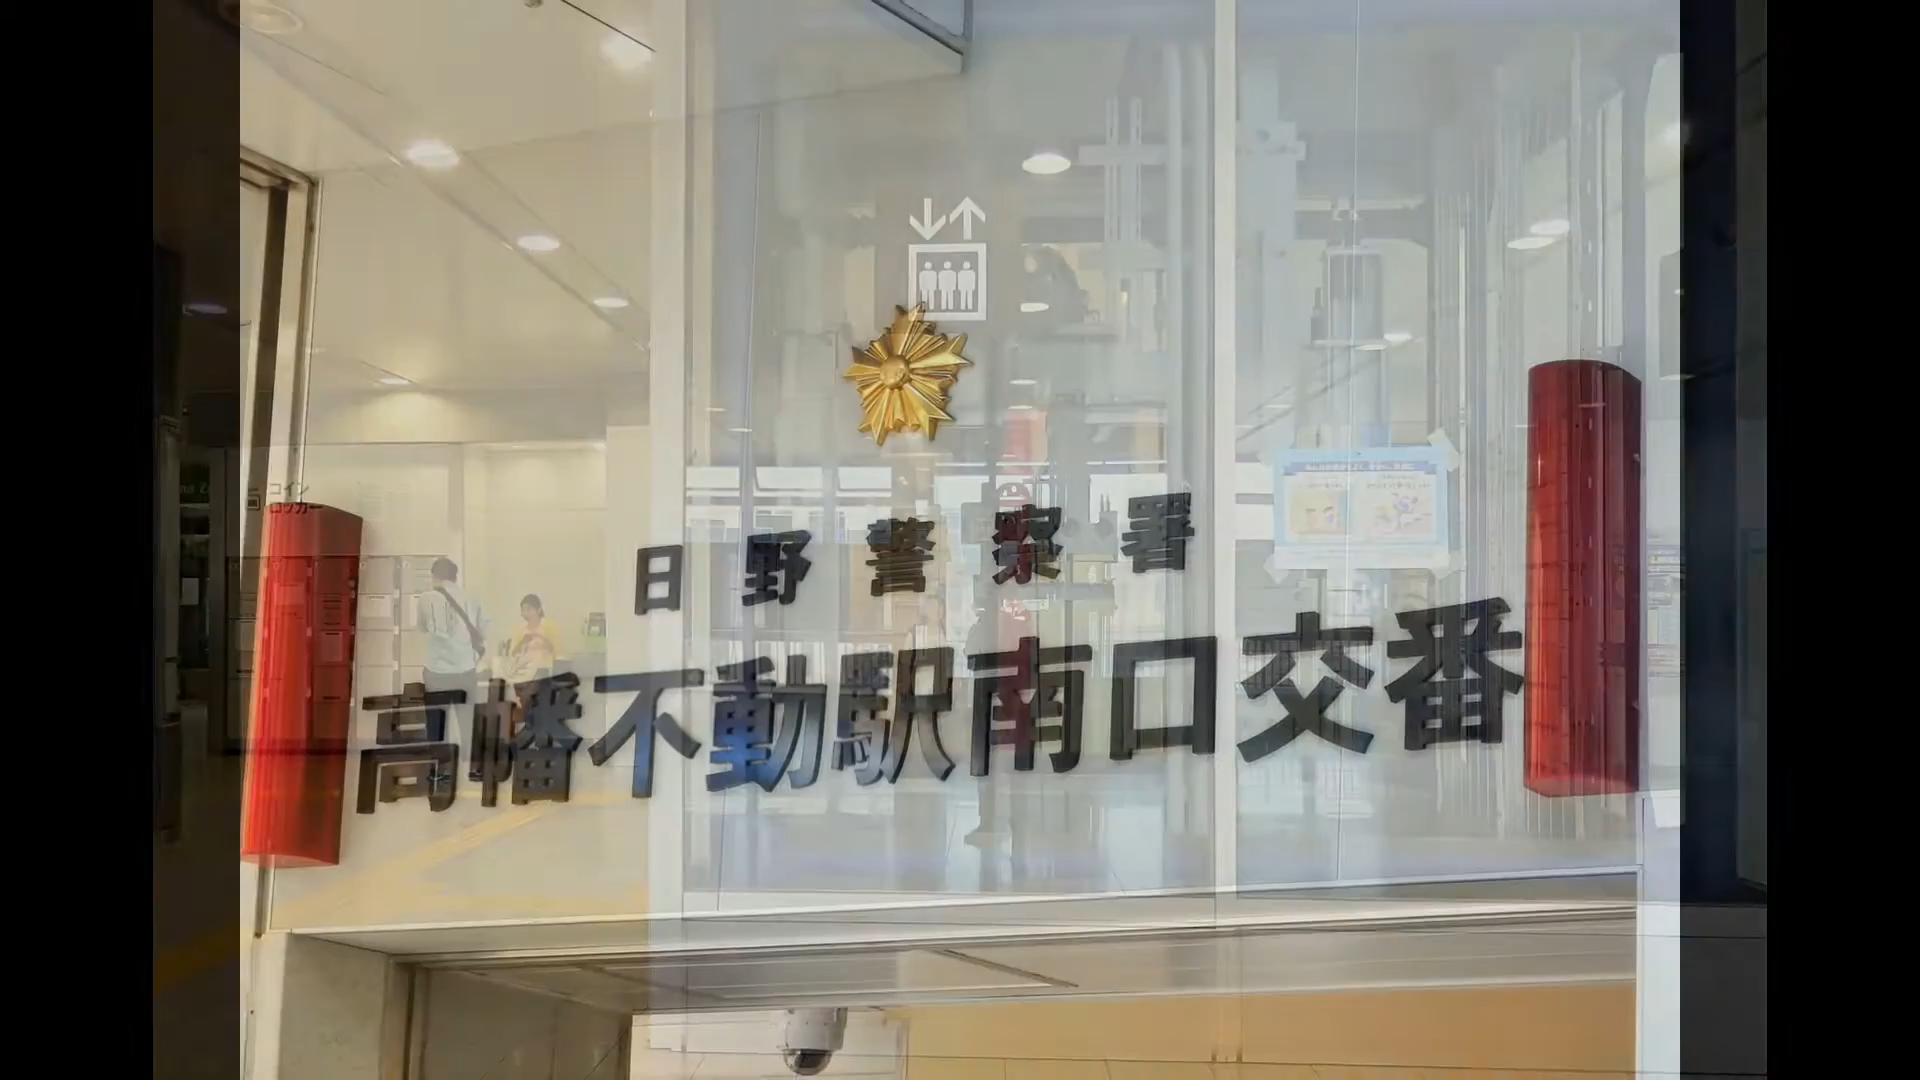 コイン
ロッカー
日野警察署
高幡不動駅南口交番